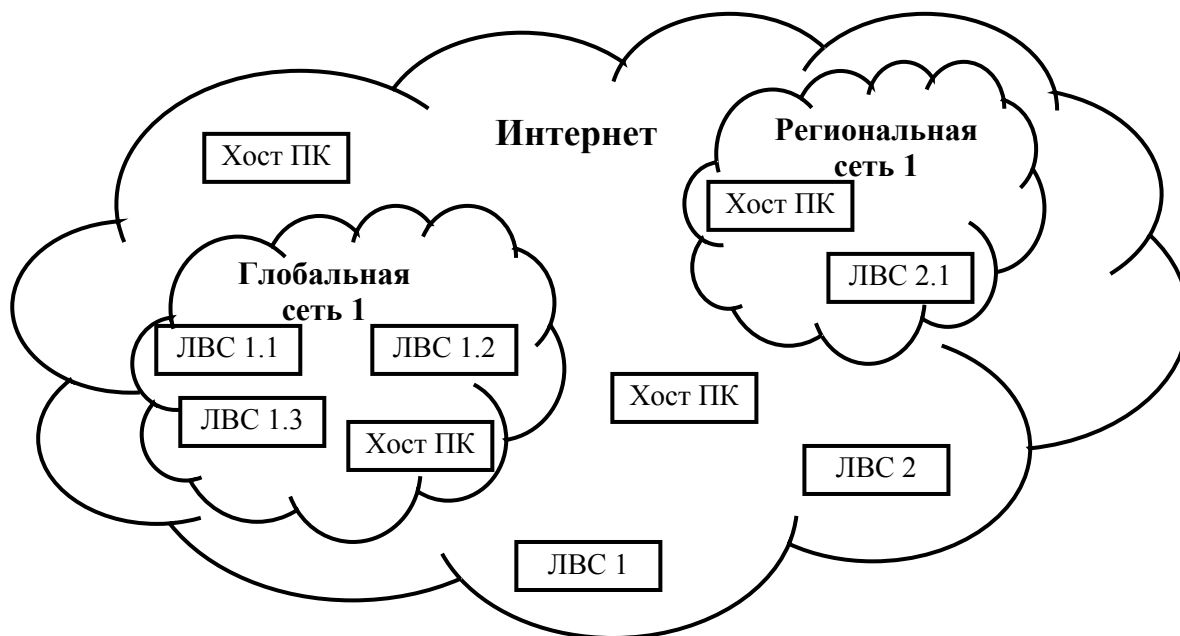 Интернет
Региональная
сеть 1
Хост ПК
Хост ПК
ЛВС 2.1
Глобальная
сеть 1
ЛВС 1.1
ЛВС 1.2
ЛВС 1.3
Хост ПК
Хост ПК
ЛВС 2
ЛВС 1